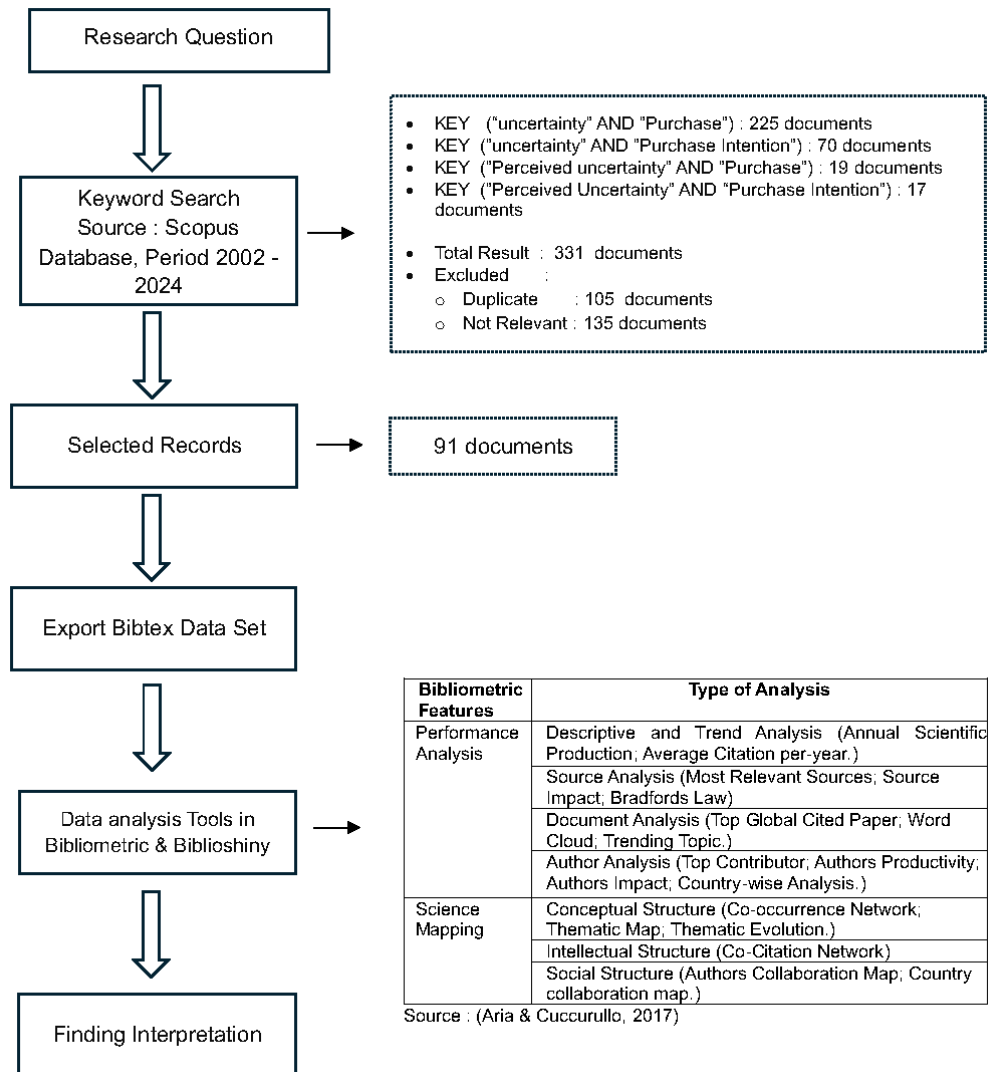 Research Question
KEY ("uncertainty" AND "Purchase") : 225 documents
KEY ("uncertainty" AND "Purchase Intention") : 70 documents
KEY ("Perceived uncertainty" AND "Purchase") : 19 documents
KEY ("Perceived Uncertainty" AND "Purchase Intention") : 17
documents
Total Result : 331 documents
Excluded :
Duplicate : 105 documents
Not Relevant : 135 documents
Keyword Search
Source : Scopus
Database, Period 2002 -
2024
Selected Records
91 documents
Export Bibtex Data Set
Data analysis Tools in
Bibliometric & Biblioshiny
Bibliometric
Features
Type of Analysis
Performance
Analysis
Descriptive and Trend Analysis (Annual Scientific
Production; Average Citation per-year.)
Source Analysis (Most Relevant Sources; Source
Impact; Bradfords Law)
Document Analysis (Top Global Cited Paper; Word
Cloud; Trending Topic.)
Author Analysis (Top Contributor; Authors Productivity;
Authors Impact; Country-wise Analysis.)
Science
Mapping
Conceptual Structure (Co-occurrence Network;
Thematic Map; Thematic Evolution.)
Intellectual Structure (Co-Citation Network)
Social Structure (Authors Collaboration Map; Country
collaboration map.)
Source : (Aria & Cuccurullo, 2017)
Finding Interpretation